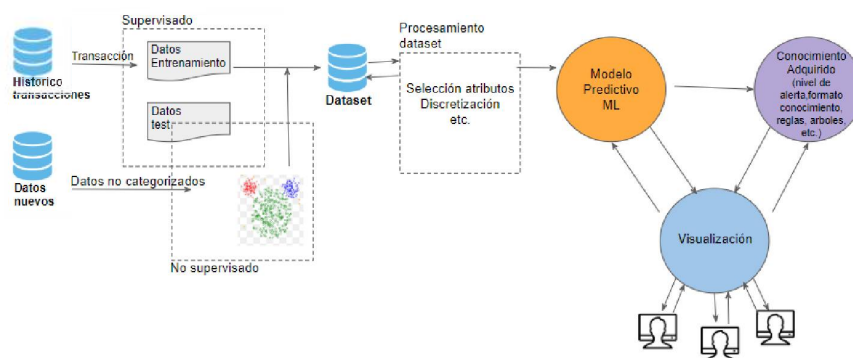 Supervisado
Transacción
Datos
Entrenamiento
Histórico
transacciones
Datos
test
Datos
nuevos
Datos no categorizados
No supervisado
Dataset
Procesamiento
dataset
Selección atributos
Discretización
etc.
Modelo
Predictivo
ML
Conocimiento
Adquirido
(nivel de
alerta,formato
conocimiento,
reglas, arboles,
etc.)
Visualización